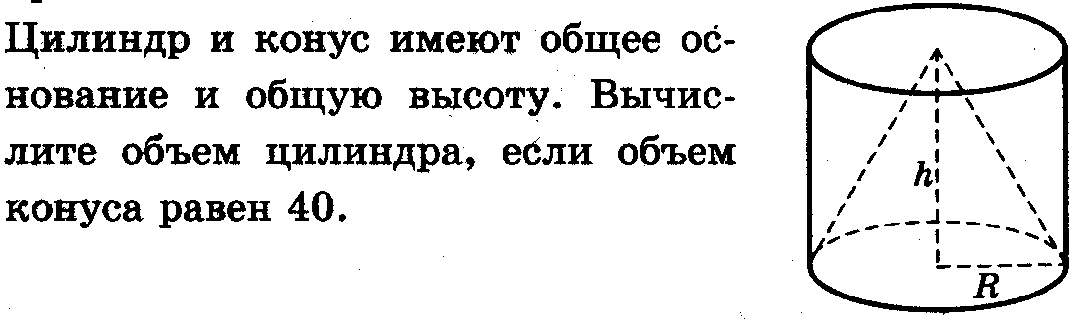 Цилиндр и конус имеют общее ос-
нование и общую высоту. Вычис-
лите объем цилиндра, если объем
конуса равен 40.
h
R